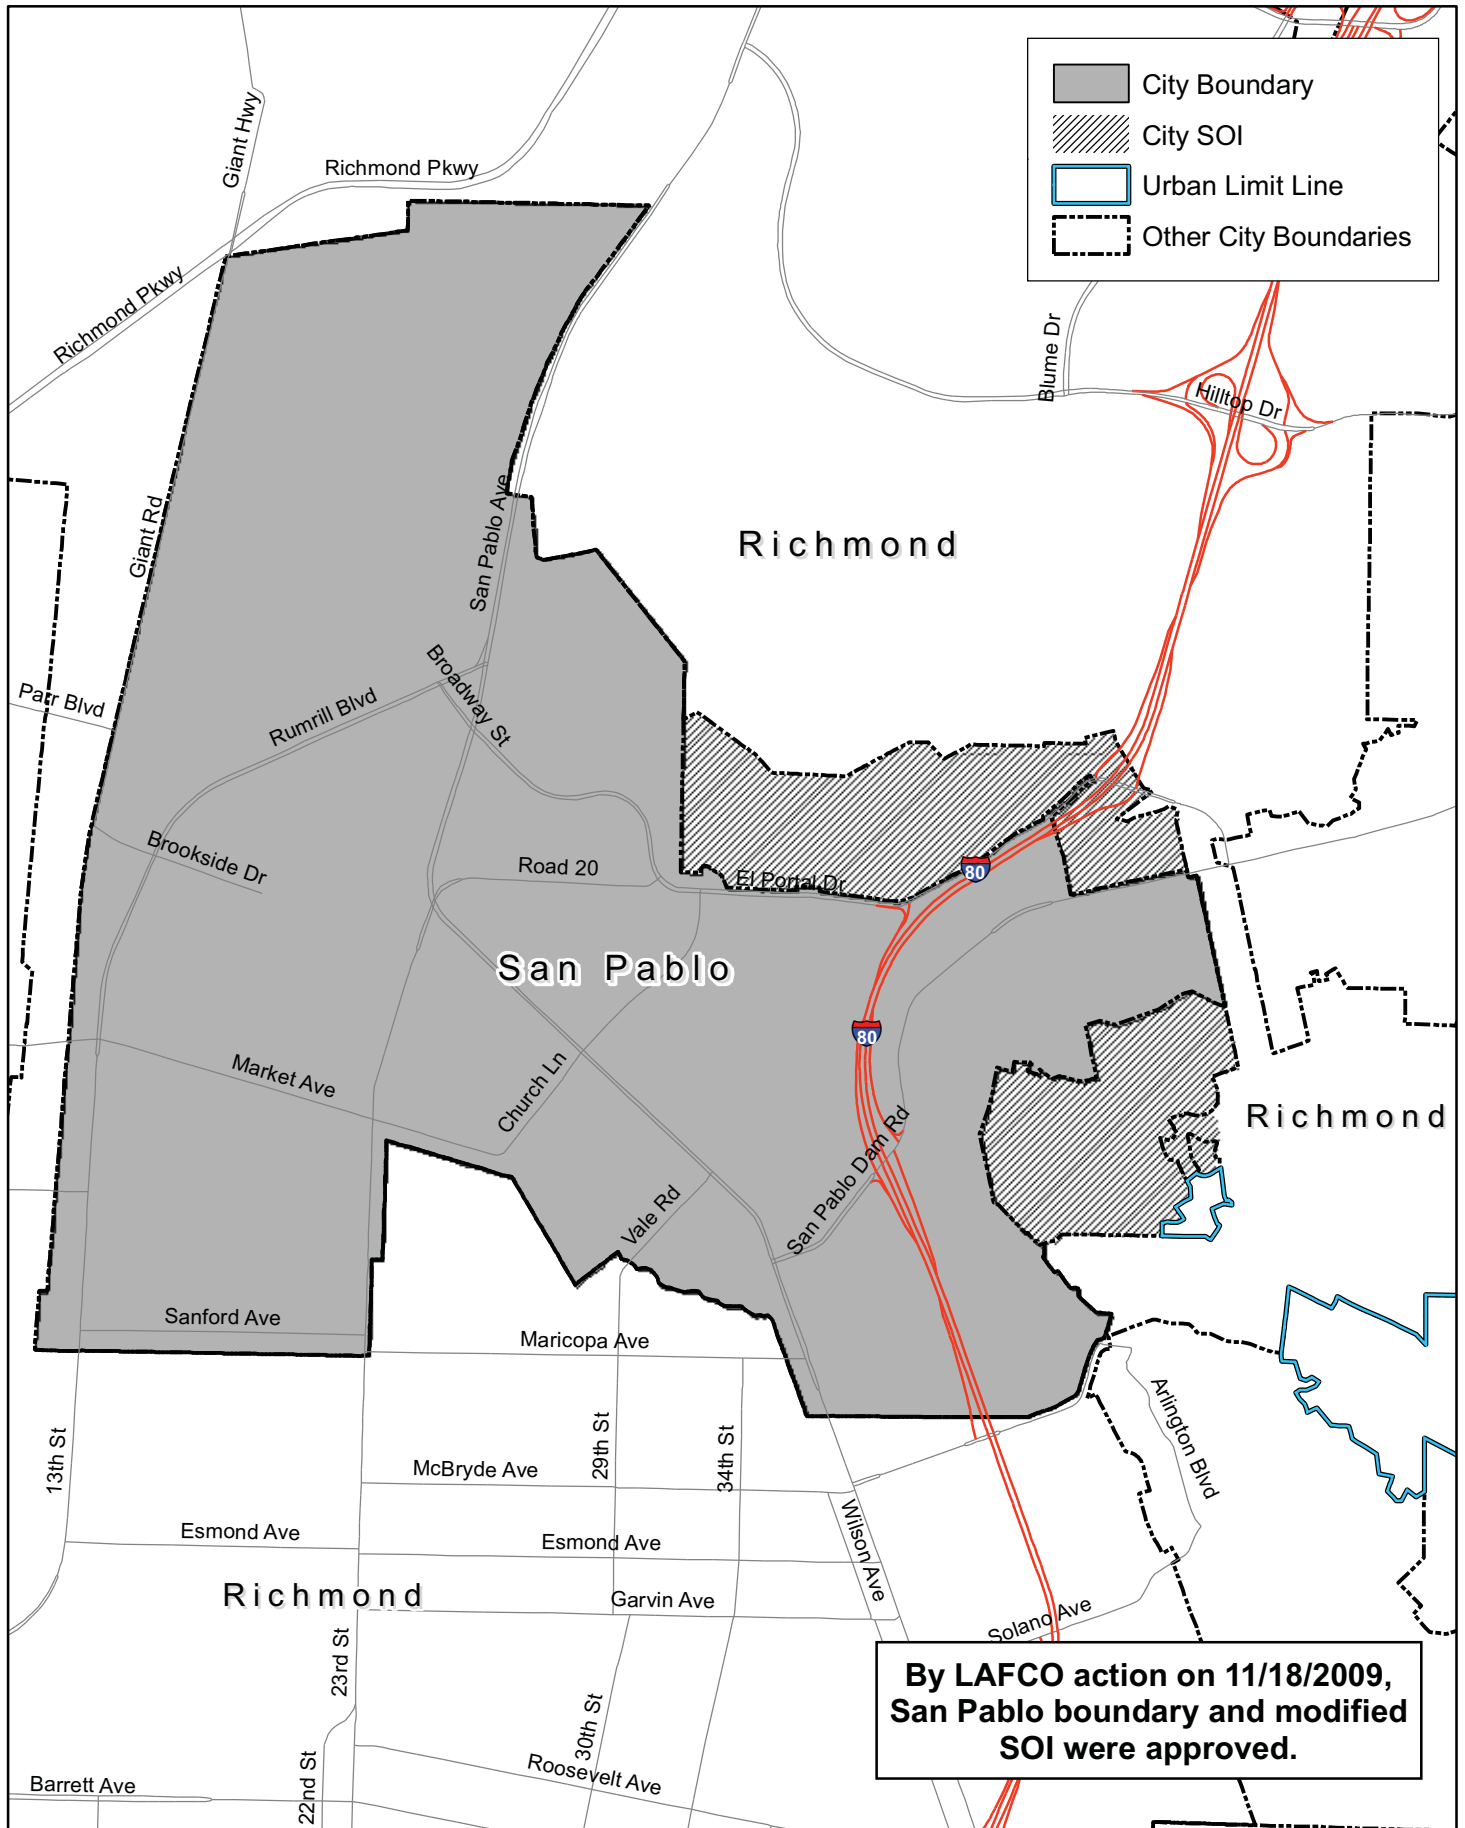 City Boundary
City SOI
Urban Limit Line
Other City Boundaries
Giant Hwy
Richmond Pkwy
Richmond Pkwy
Blume Dr
Hilltop Dr
Giant Rd
San Pablo Ave
Richmond
Parr Blvd
Rumrill Blvd
Broadway St
Brookside Dr
Road 20
El Portal Dr
80
San Pablo
80
Market Ave
Church Ln
San Pablo Dam Rd
Richmond
Vale Rd
Sanford Ave
Maricopa Ave
Arlington Blvd
13th St
29th St
34th St
McBryde Ave
Wilson Ave
Esmond Ave
Esmond Ave
Richmond
Garvin Ave
Solano Ave
23rd St
By LAFCO action on 11/18/2009,
San Pablo boundary and modified
SOI were approved.
30th St
22nd St
Roosevelt Ave
Barrett Ave